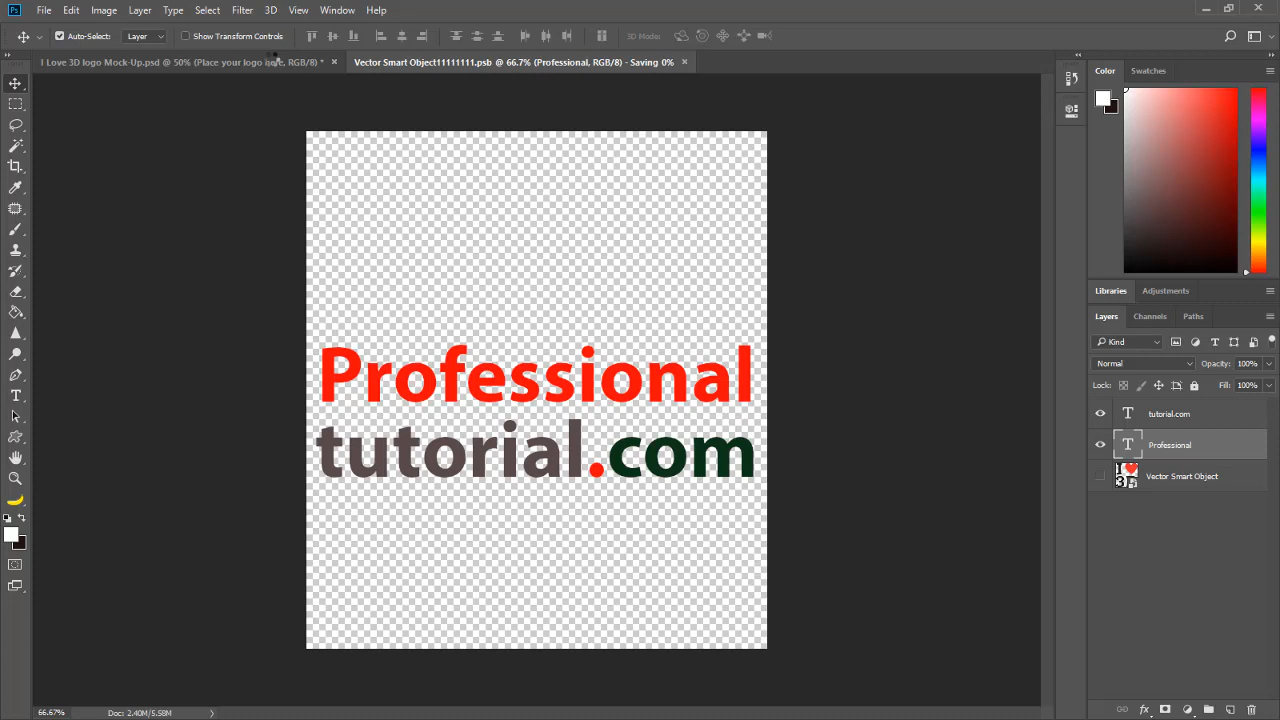 Ps File Edit Image Layer Type Select Filter 3D View Window Help
Auto-Select: Layer Show Transform Controls 3D Mode:
I Love 3D logo Mock-Up.psd @ 50% (Place your logo here, RGB/8) * Vector Smart Object11111111.psb @ 66.7% (Professional, RGB/8) - Saving 0%
Color Swatches
Professional
tutorial.com
Libraries Adjustments
Layers Channels Paths
Kind
Normal Opacity: 100%
Lock: Fill: 100%
T tutorial.com
T Professional
Vector Smart Object
66.67% Doc: 2.40M/5.58M